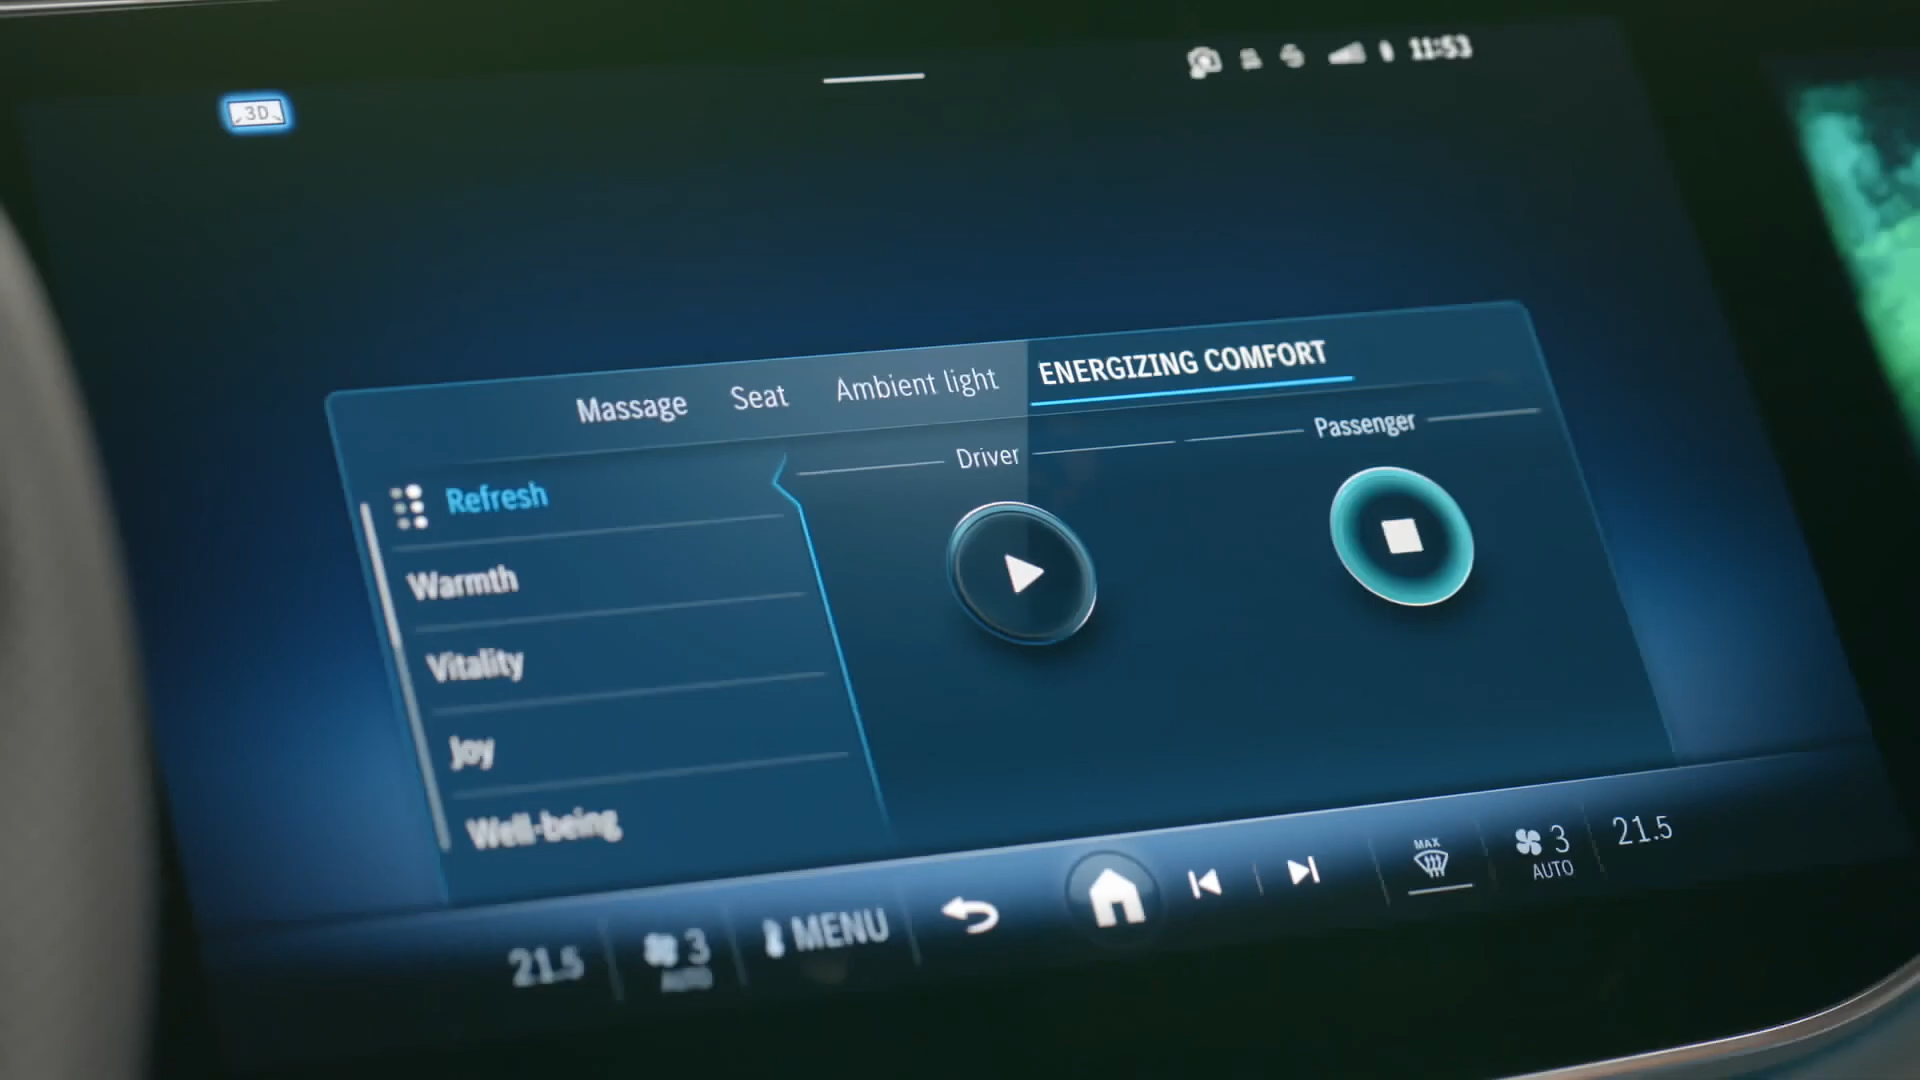 11:53
3D
Massage Seat Ambient light ENERGIZING COMFORT
Driver Passenger
Refresh
Warmth
Vitality
Joy
Well-being
21.5 3 AUTO MENU MAX 3 AUTO 21.5